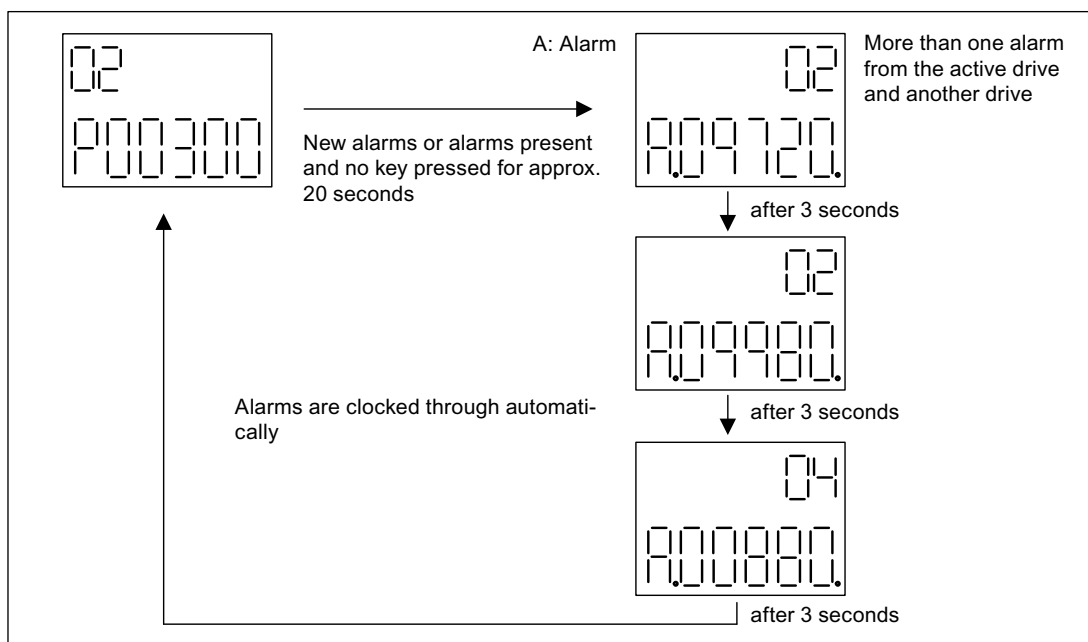 02
P00300
New alarms or alarms present
and no key pressed for approx.
20 seconds
A: Alarm
02
A.09720.
More than one alarm
from the active drive
and another drive
after 3 seconds
02
A.09980.
after 3 seconds
Alarms are clocked through automati-
cally
04
A.00880.
after 3 seconds